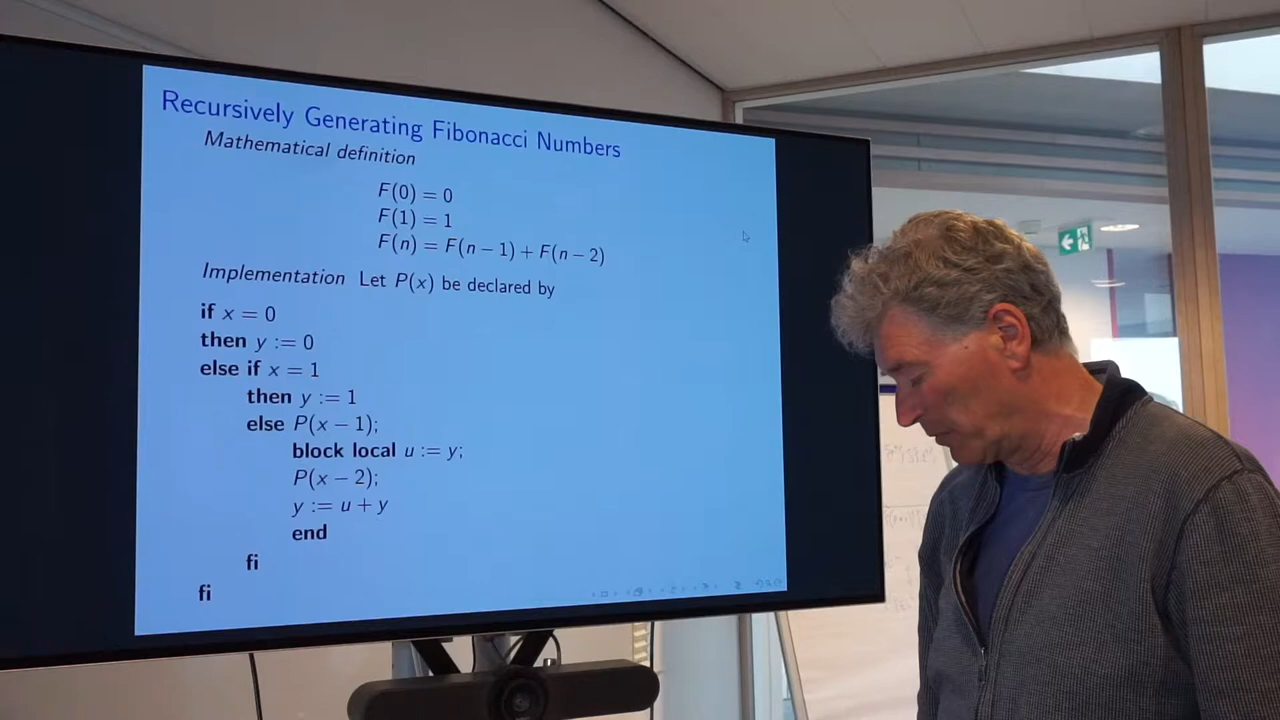 Recursively Generating Fibonacci Numbers
Mathematical definition
F(0) = 0
F(1) = 1
F(n) = F(n − 1) + F(n − 2)
Implementation Let P(x) be declared by
if x = 0
then y := 0
else if x = 1
then y := 1
else P(x − 1);
block local u := y;
P(x − 2);
y := u + y
end
fi
fi